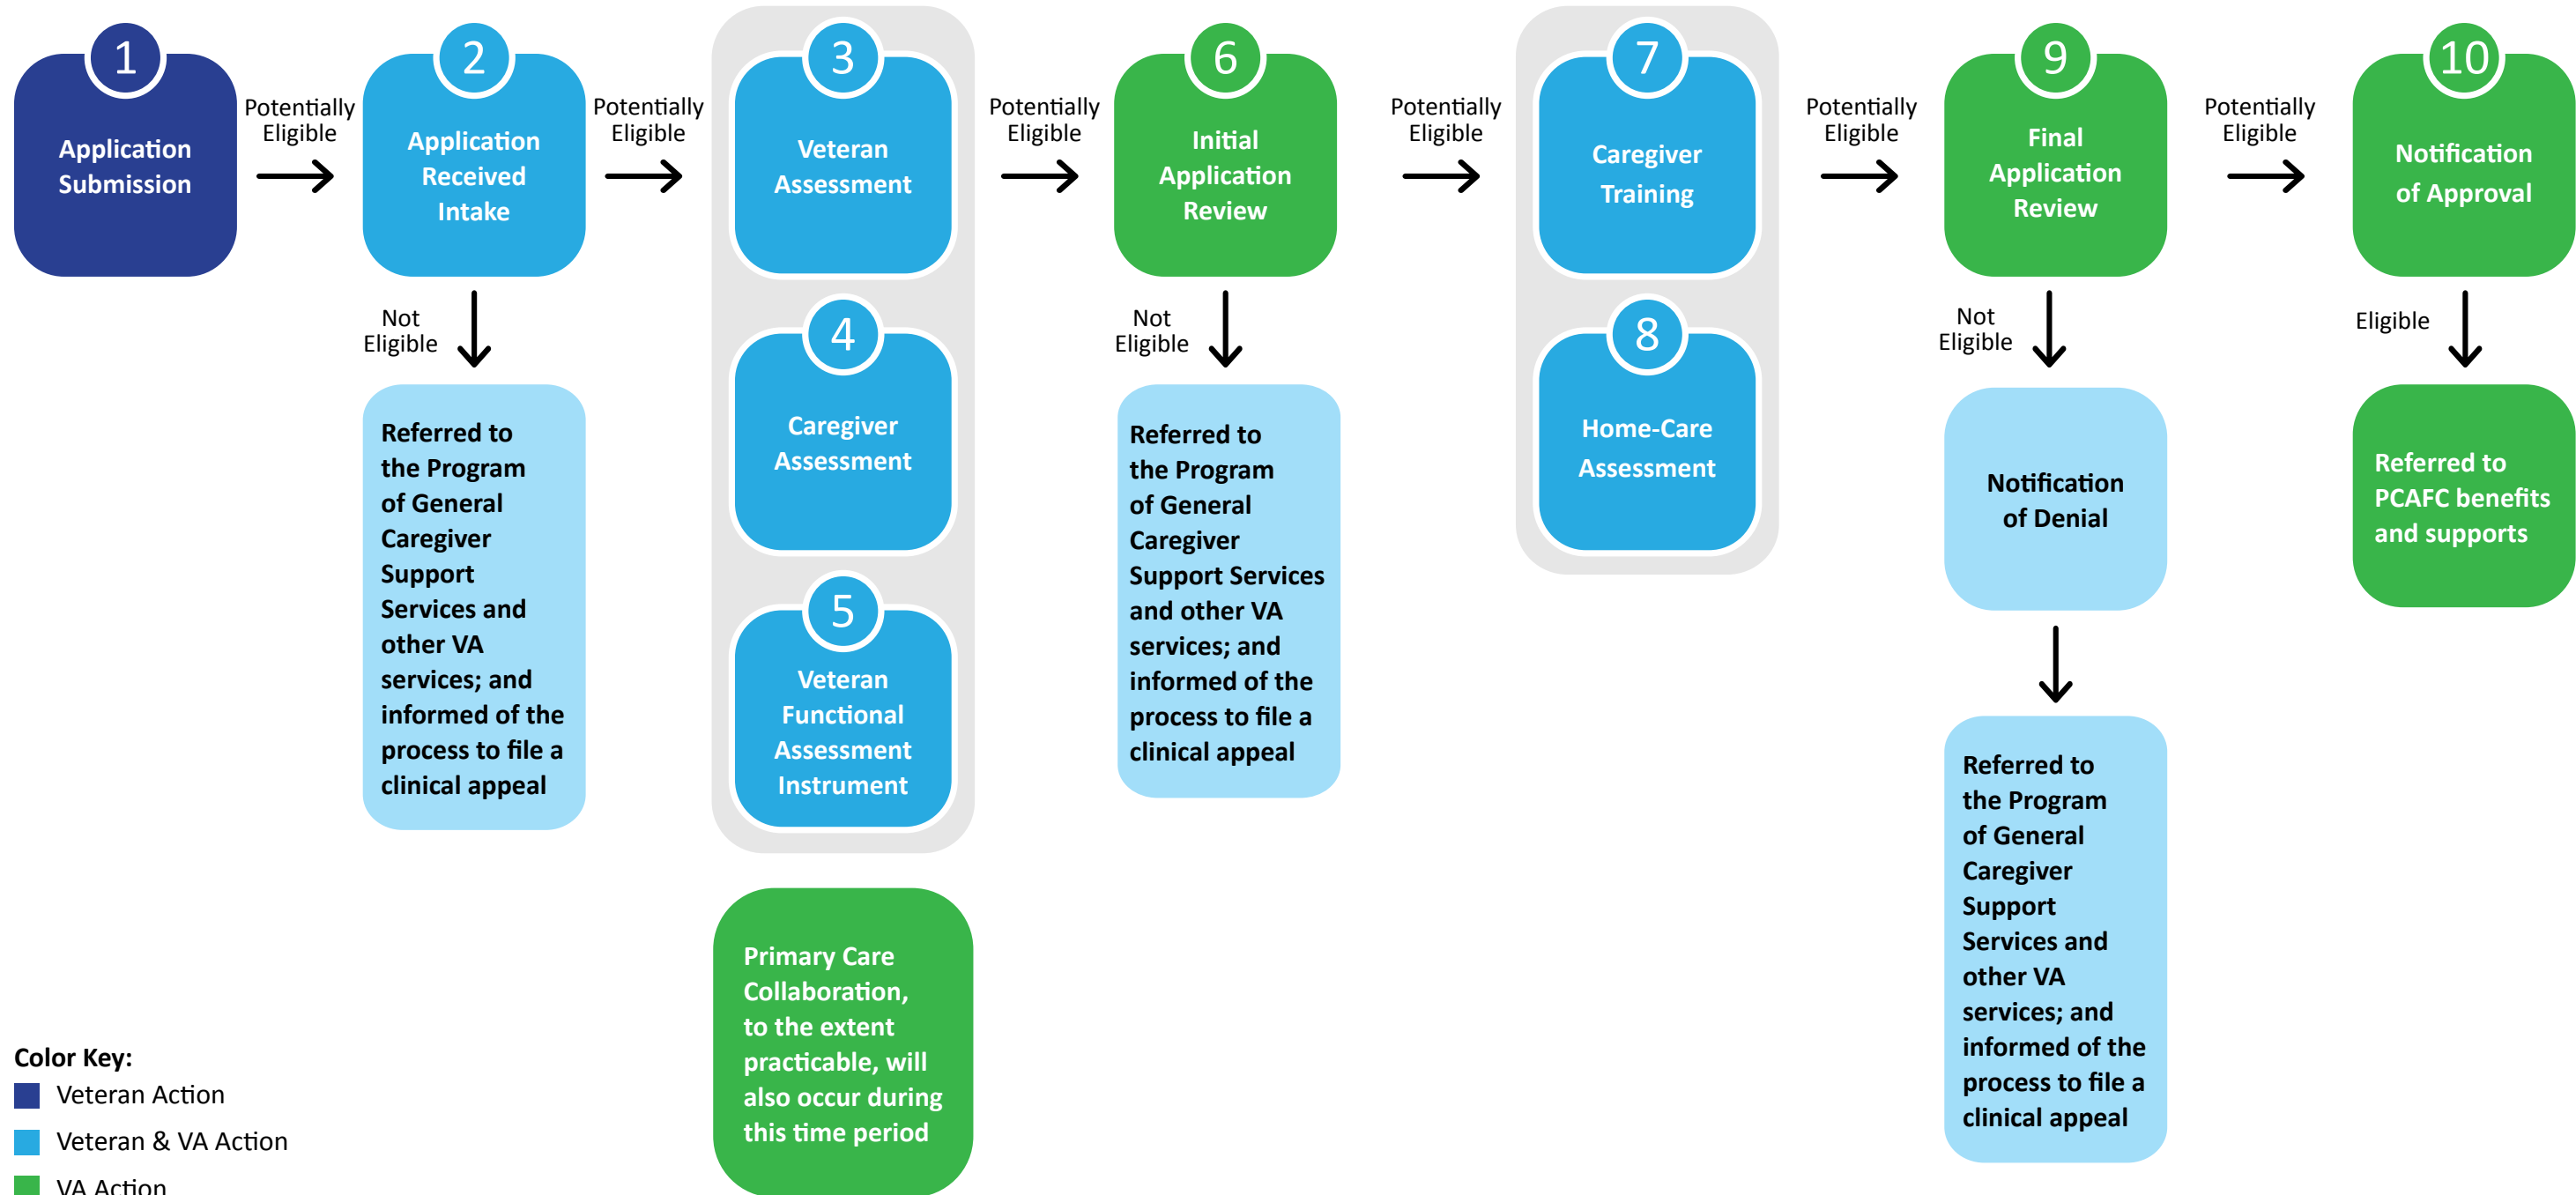 1
Application
Submission
Potentially
Eligible
2
Application
Received
Intake
Not
Eligible
Referred to
the Program
of General
Caregiver
Support
Services and
other VA
services; and
informed of the
process to file a
clinical appeal
Potentially
Eligible
3
Veteran
Assessment
4
Caregiver
Assessment
5
Veteran
Functional
Assessment
Instrument
Primary Care
Collaboration,
to the extent
practicable, will
also occur during
this time period
Potentially
Eligible
6
Initial
Application
Review
Not
Eligible
Referred to
the Program
of General
Caregiver
Support Services
and other VA
services; and
informed of the
process to file a
clinical appeal
Potentially
Eligible
7
Caregiver
Training
8
Home-Care
Assessment
Potentially
Eligible
9
Final
Application
Review
Not
Eligible
Notification
of Denial
Referred to
the Program
of General
Caregiver
Support
Services and
other VA
services; and
informed of the
process to file a
clinical appeal
Potentially
Eligible
10
Notification
of Approval
Eligible
Referred to
PCAFC benefits
and supports
Color Key:
Veteran Action
Veteran & VA Action
VA Action